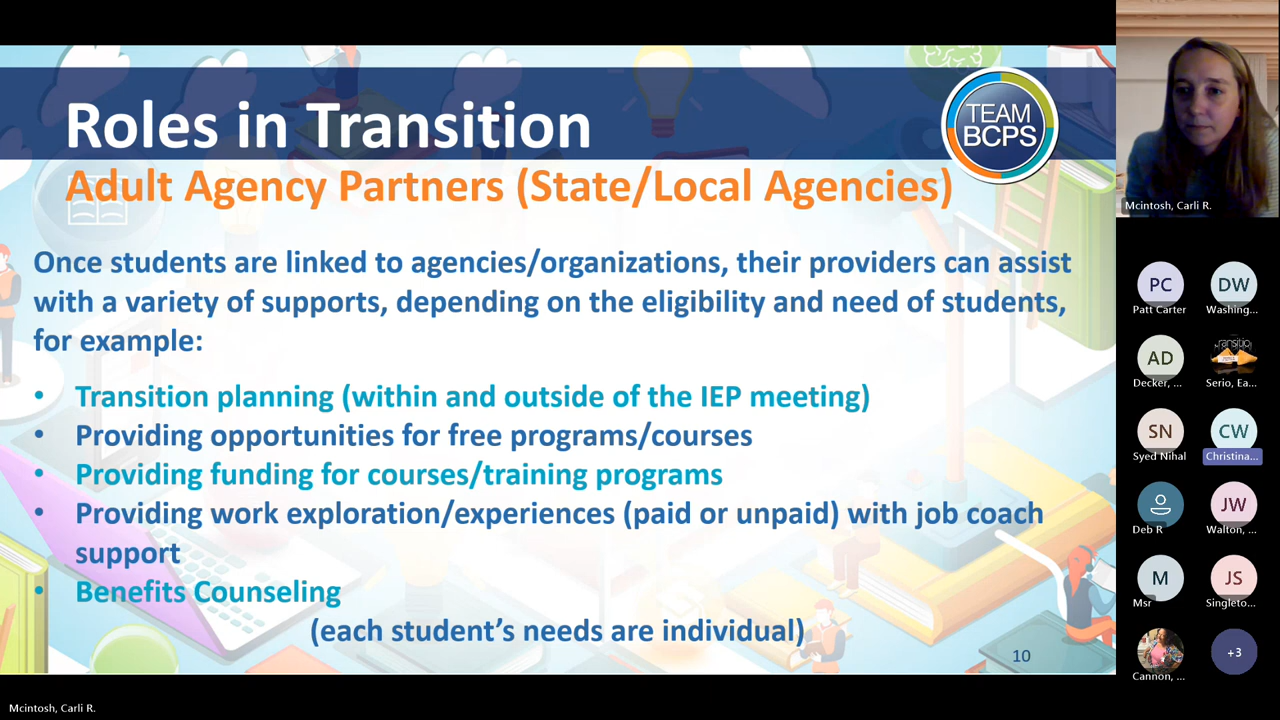 Roles in Transition
TEAM
BCPS
Adult Agency Partners (State/Local Agencies)
Once students are linked to agencies/organizations, their providers can assist
with a variety of supports, depending on the eligibility and need of students,
for example:
• Transition planning (within and outside of the IEP meeting)
• Providing opportunities for free programs/courses
• Providing funding for courses/training programs
• Providing work exploration/experiences (paid or unpaid) with job coach
support
• Benefits Counseling
(each student's needs are individual)
10
Mcintosh, Carli R.
Mcintosh, Carli R.
PC
Patt Carter
DW
Washing...
AD
Decker, ...
Serio, Ea...
SN
Syed Nihal
CW
Christina...
Deb R
JW
Walton, ...
M
Msr
JS
Singleto...
Cannon, ...
+3